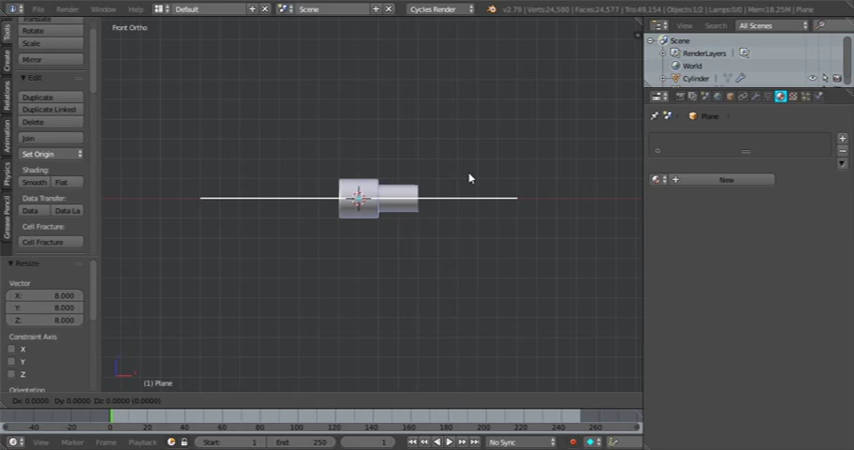 File Render Window Help Default Scene Cycles Render v2.79 | Verts:24,580 | Faces:24,577 | Tris:49,154 | Objects:1/2 | Lamps:0/0 | Mem:18.25M | Plane
Tools
Create
Relations
Animation
Physics
Grease Pencil
Translate
Rotate
Scale
Mirror
Edit
Duplicate
Duplicate Linked
Delete
Join
Set Origin
Shading:
Smooth Flat
Data Transfer:
Data Data La
Cell Fracture:
Cell Fracture
Resize
Vector
X: 8.000
Y: 8.000
Z: 8.000
Constraint Axis
X
Y
Z
Orientation
Front Ortho
(1) Plane
View Search All Scenes
Scene
RenderLayers
World
Cylinder
Plane
New
Dx: 0.0000 Dy: 0.0000 Dz: 0.0000 (0.0000)
-40 -20 0 20 40 60 80 100 120 140 160 180 200 220 240 260
View Marker Frame Playback Start: 1 End: 250 1 No Sync